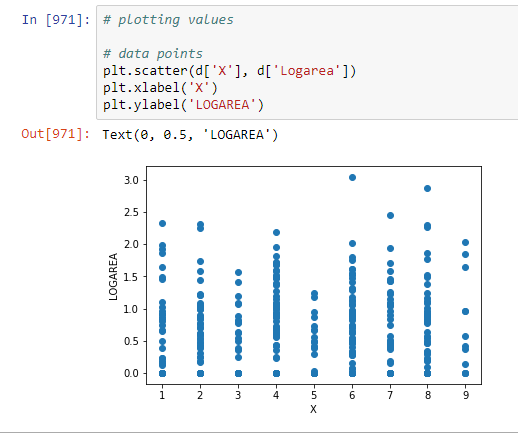 In [971]:
# plotting values
# data points
plt.scatter(d['X'], d['Logarea'])
plt.xlabel('X')
plt.ylabel('LOGAREA')
Out[971]: Text(0, 0.5, 'LOGAREA')
3.0
2.5
2.0
1.5
1.0
0.5
0.0
LOGAREA
1 2 3 4 5 6 7 8 9
X